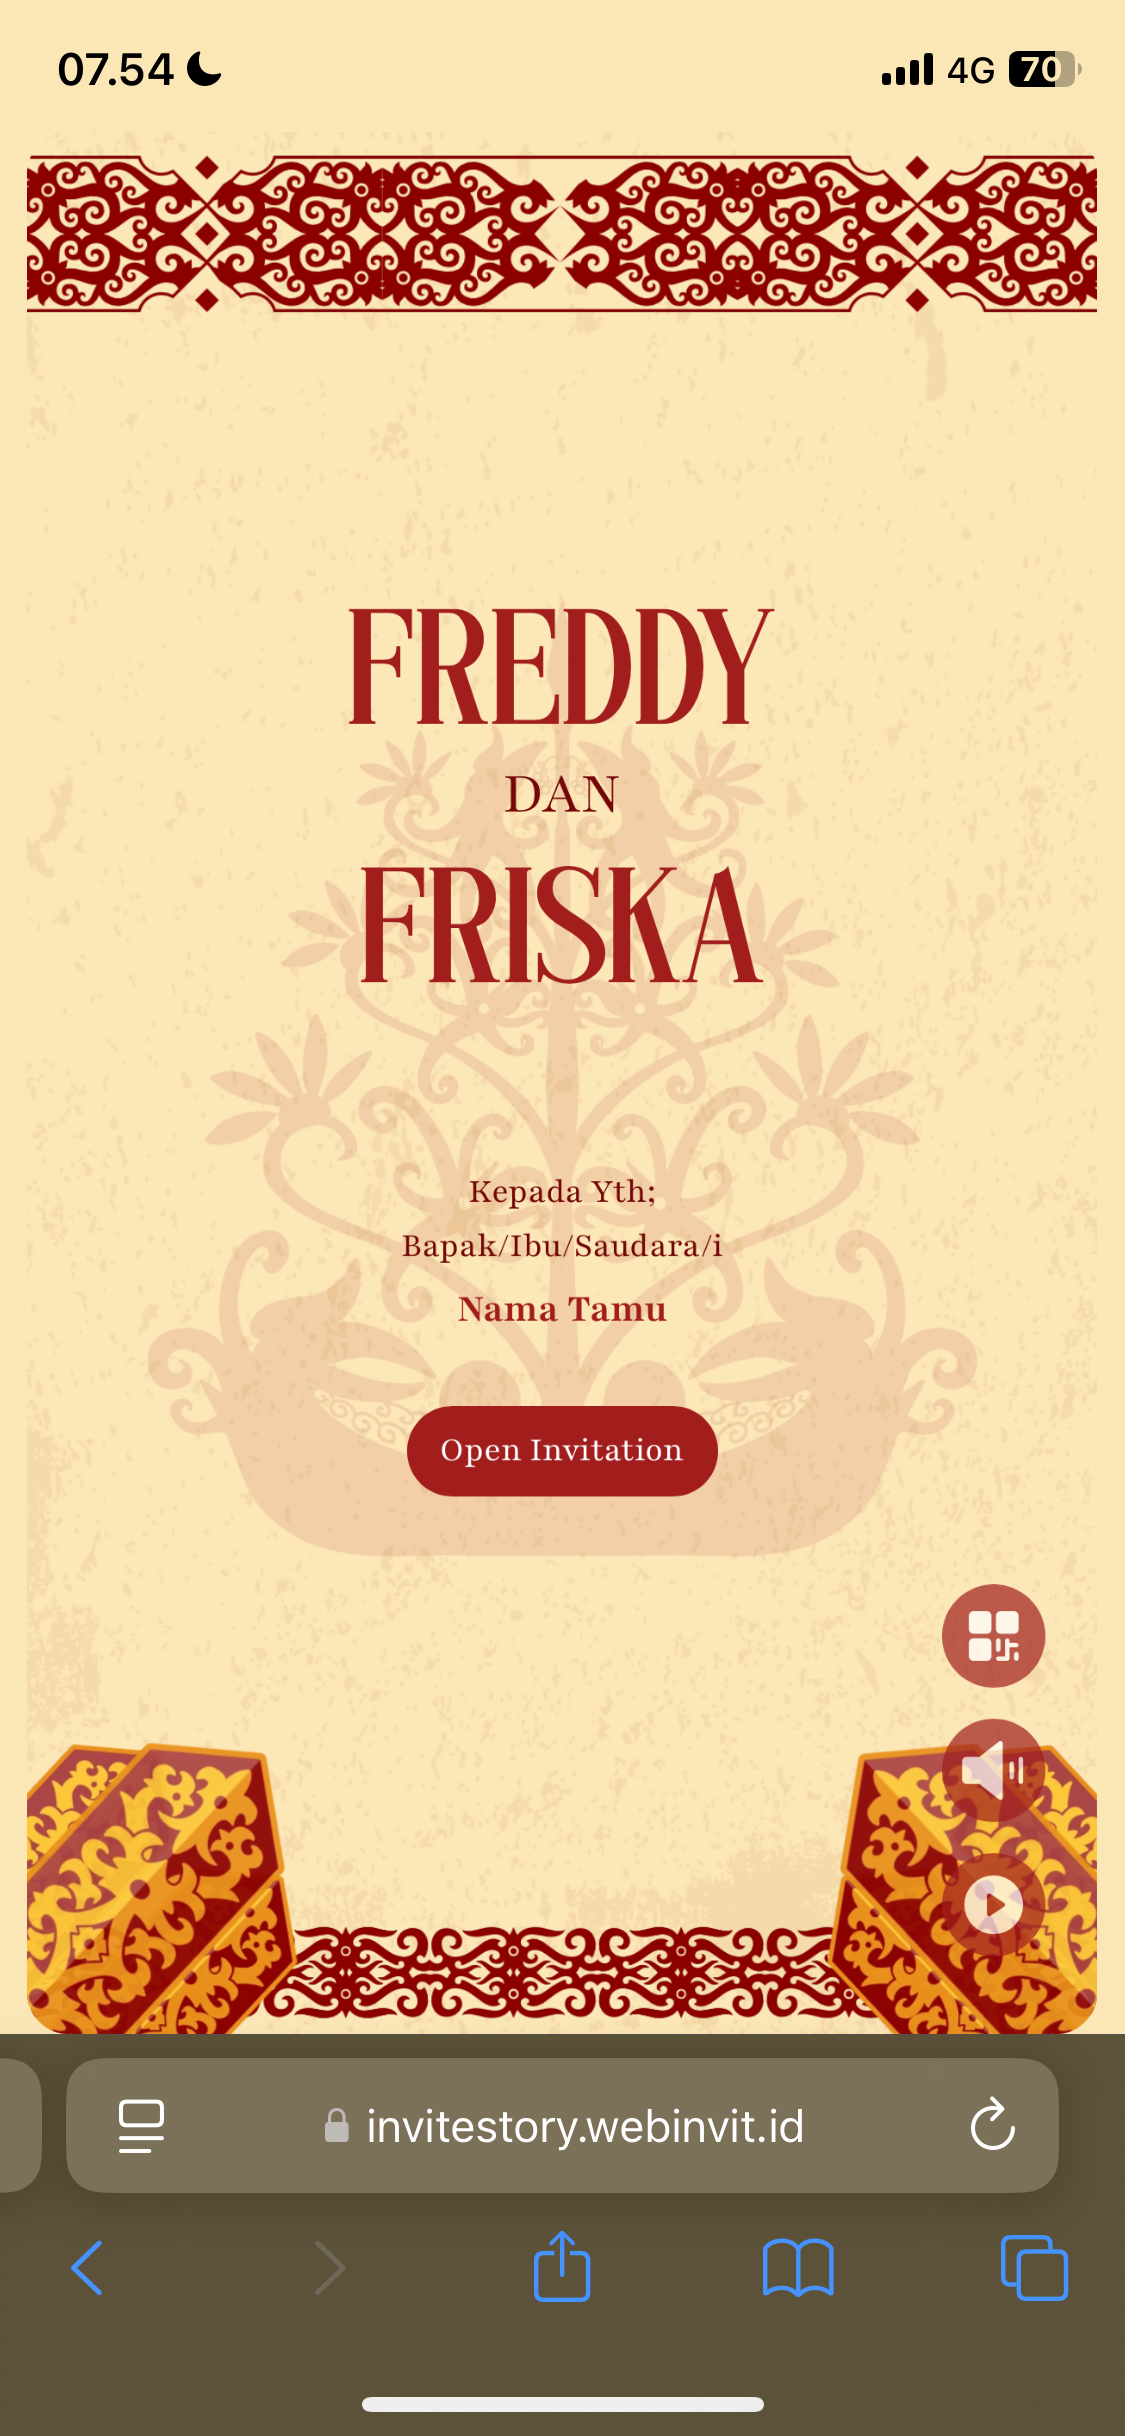 07.54
4G
70
FREDDY
DAN
FRISKA
Kepada Yth;
Bapak/Ibu/Saudara/i
Nama Tamu
Open Invitation
invitestory.webinvit.id